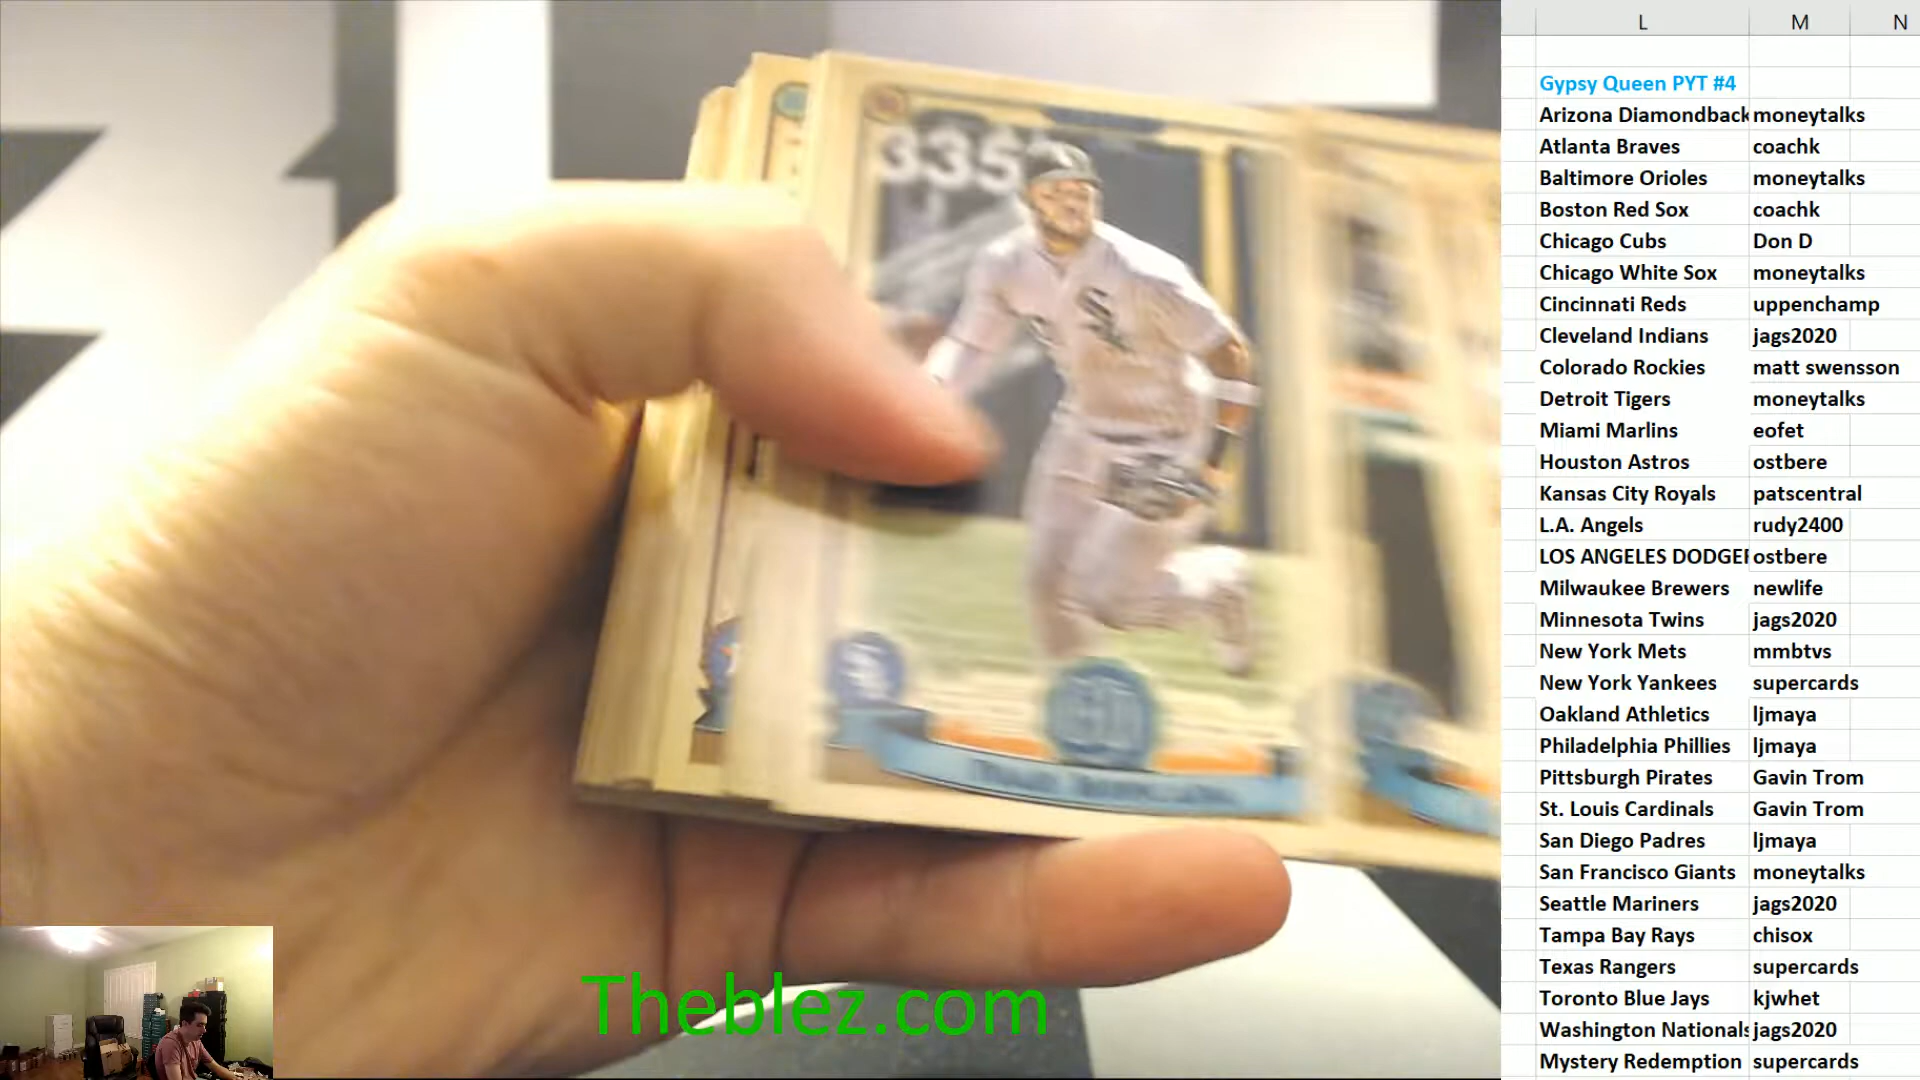 L M N
Gypsy Queen PYT #4
Arizona Diamondback moneytalks
Atlanta Braves coachk
Baltimore Orioles moneytalks
Boston Red Sox coachk
Chicago Cubs Don D
Chicago White Sox moneytalks
Cincinnati Reds uppenchamp
Cleveland Indians jags2020
Colorado Rockies matt swensson
Detroit Tigers moneytalks
Miami Marlins eofet
Houston Astros ostbere
Kansas City Royals patscentral
L.A. Angels rudy2400
LOS ANGELES DODGER ostbere
Milwaukee Brewers newlife
Minnesota Twins jags2020
New York Mets mmbtvs
New York Yankees supercards
Oakland Athletics ljmaya
Philadelphia Phillies ljmaya
Pittsburgh Pirates Gavin Trom
St. Louis Cardinals Gavin Trom
San Diego Padres ljmaya
San Francisco Giants moneytalks
Seattle Mariners jags2020
Tampa Bay Rays chisox
Texas Rangers supercards
Toronto Blue Jays kjwhet
Washington Nationals jags2020
Mystery Redemption supercards
335
Theblez.com